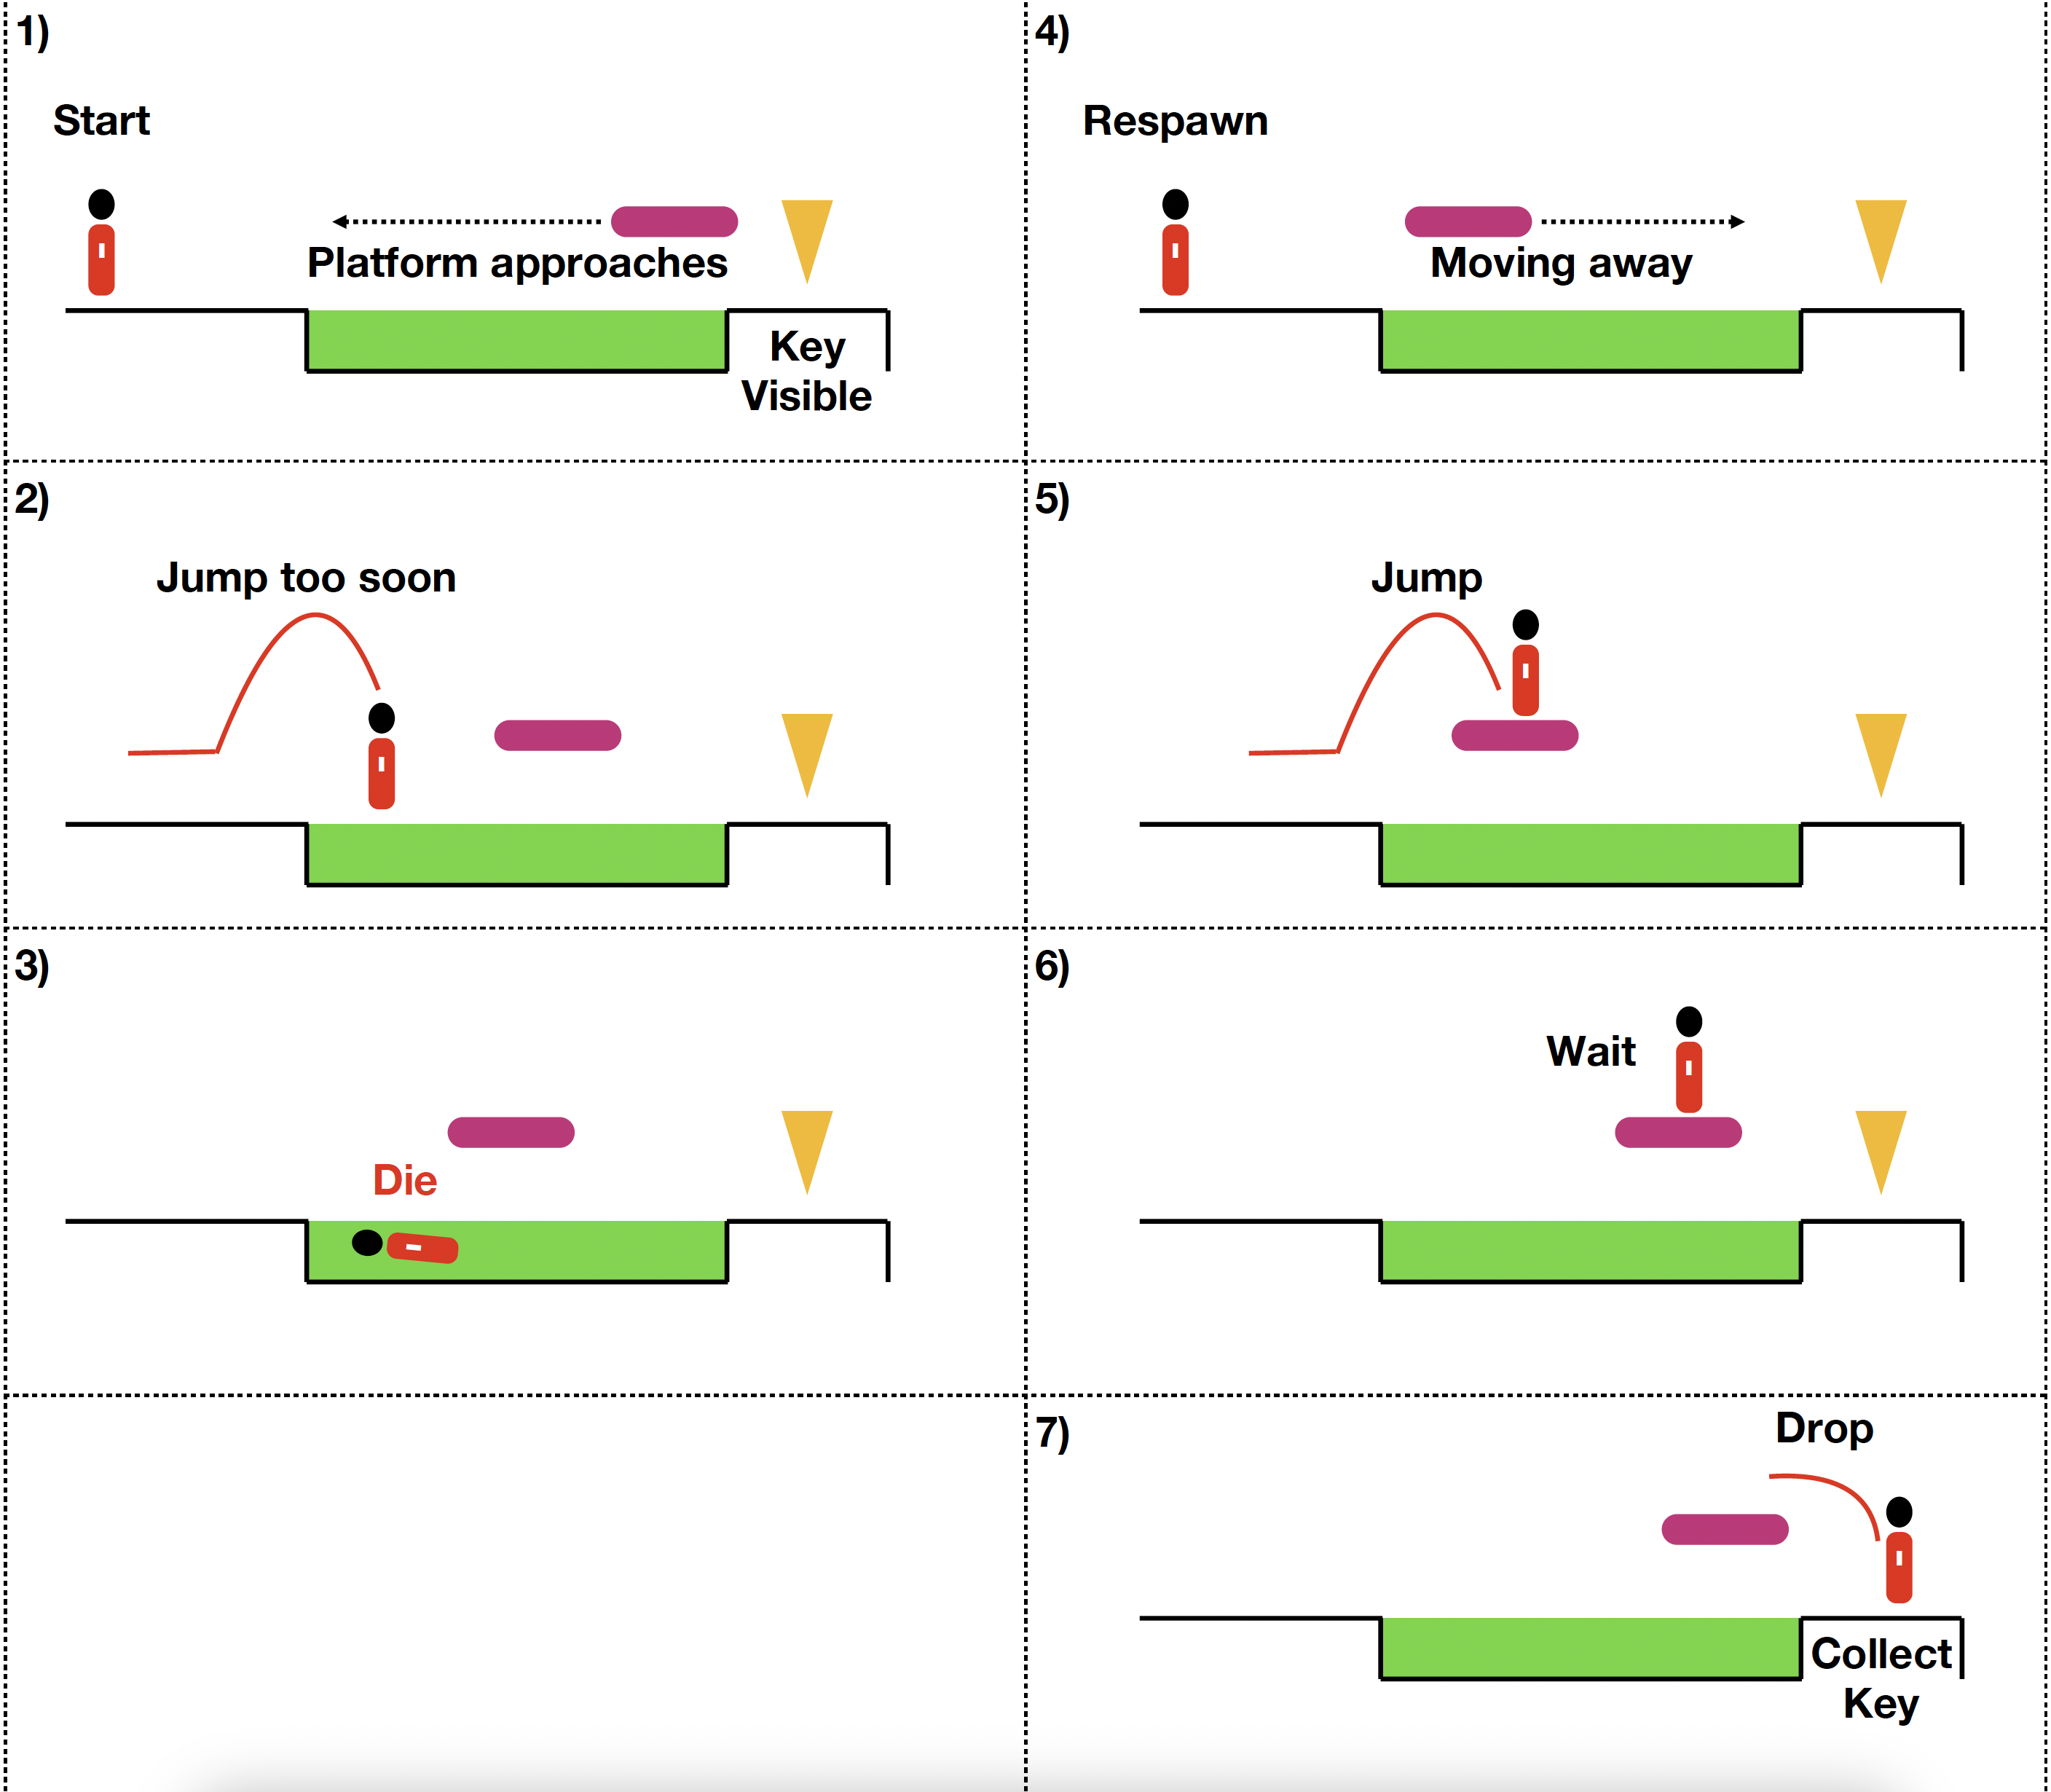 1)
Start
Platform approaches
Key
Visible
2)
Jump too soon
3)
Die
4)
Respawn
Moving away
5)
Jump
6)
Wait
7)
Drop
Collect
Key